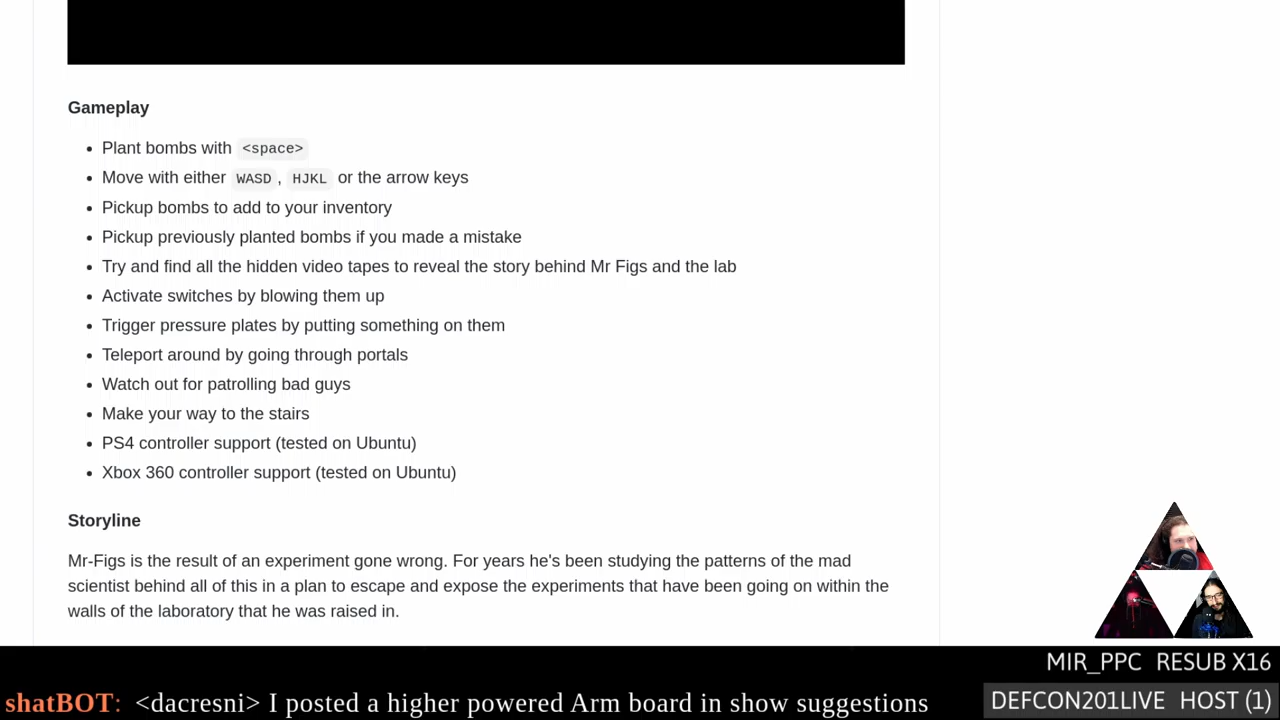 Gameplay
Plant bombs with <space>
Move with either WASD, HJKL or the arrow keys
Pickup bombs to add to your inventory
Pickup previously planted bombs if you made a mistake
Try and find all the hidden video tapes to reveal the story behind Mr Figs and the lab
Activate switches by blowing them up
Trigger pressure plates by putting something on them
Teleport around by going through portals
Watch out for patrolling bad guys
Make your way to the stairs
PS4 controller support (tested on Ubuntu)
Xbox 360 controller support (tested on Ubuntu)
Storyline
Mr-Figs is the result of an experiment gone wrong. For years he's been studying the patterns of the mad
scientist behind all of this in a plan to escape and expose the experiments that have been going on within the
walls of the laboratory that he was raised in.
MIR_PPC RESUB X16
shatBOT: <dacresni> I posted a higher powered Arm board in show suggestions
DEFCON201LIVE HOST (1)